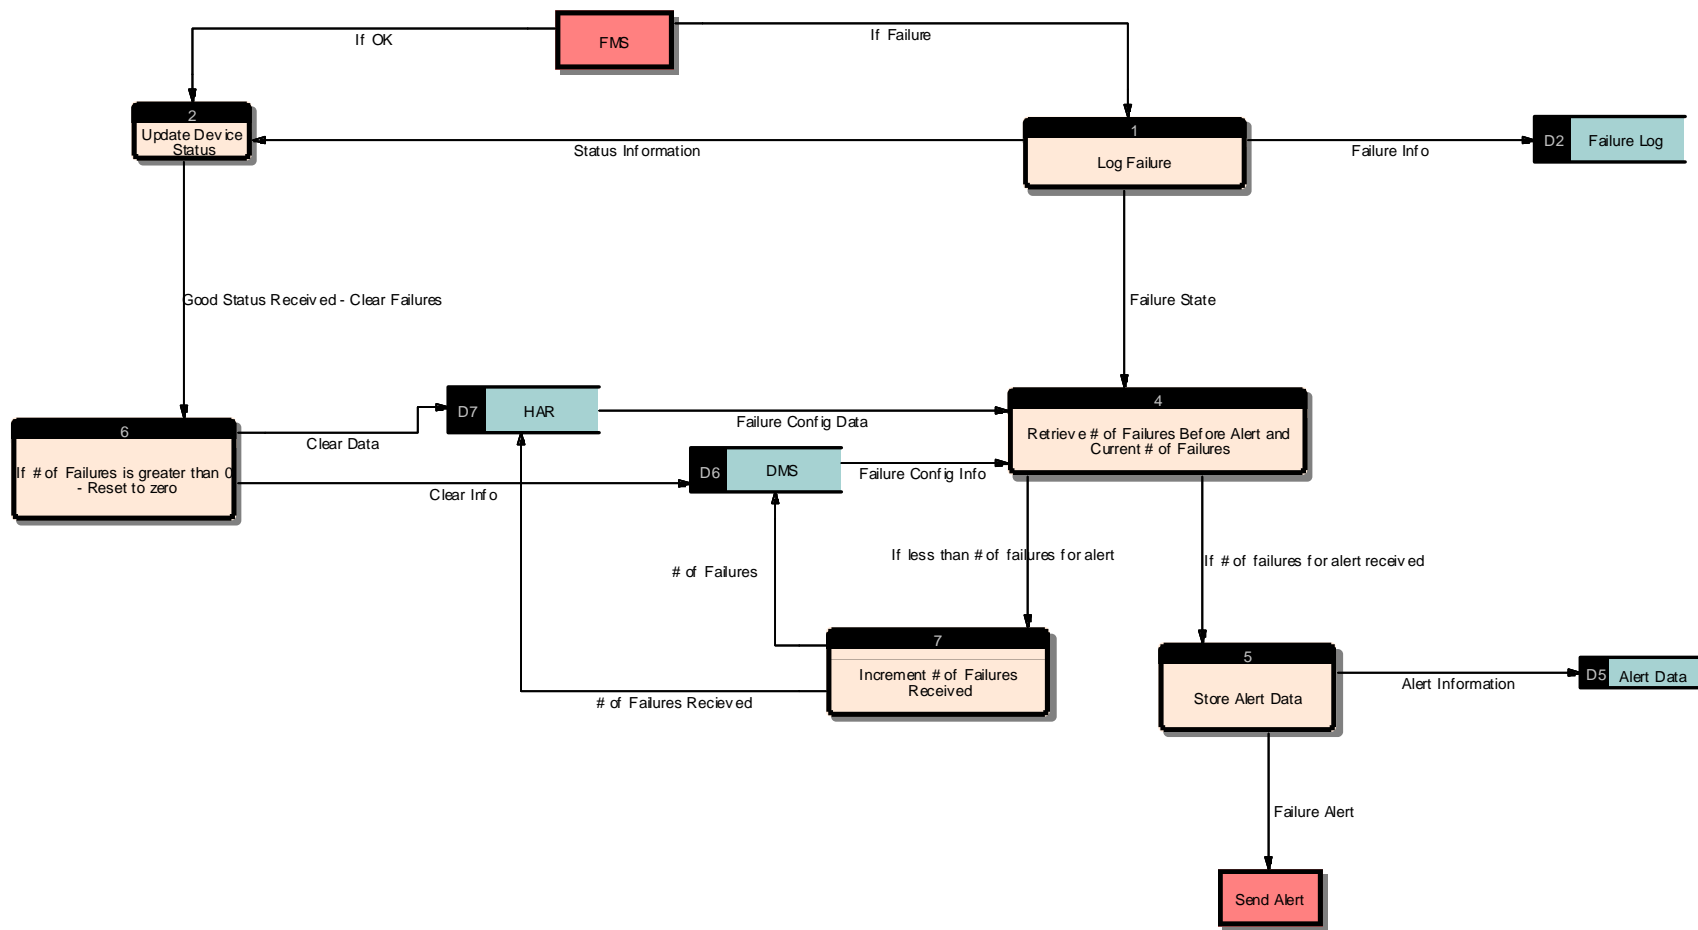 If OK
FMS
If Failure
2
Update Device
Status
Status Information
1
Log Failure
Failure Info
D2
Failure Log
Good Status Received - Clear Failures
Failure State
6
If # of Failures is greater than 0
- Reset to zero
Clear Data
Clear Info
D7
HAR
Failure Config Data
D6
DMS
Failure Config Info
4
Retrieve # of Failures Before Alert and
Current # of Failures
If less than # of failures for alert
If # of failures for alert received
# of Failures
# of Failures Recieved
7
Increment # of Failures
Received
5
Store Alert Data
Alert Information
D5
Alert Data
Failure Alert
Send Alert